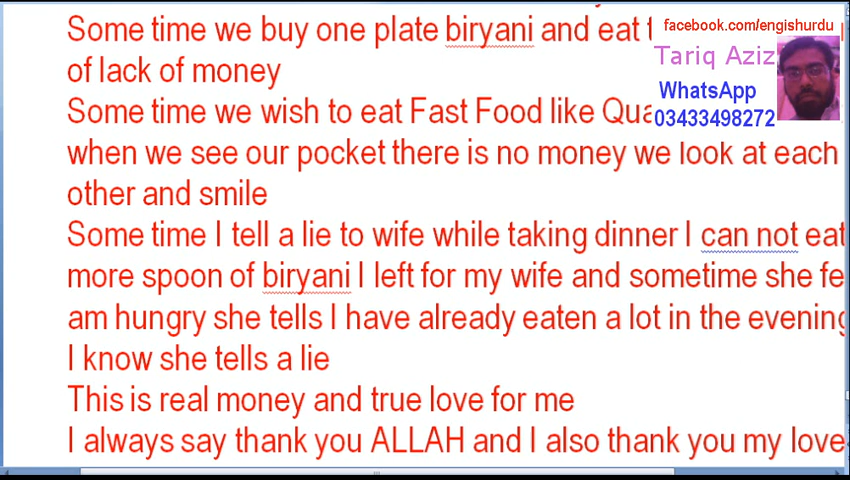 Some time we buy one plate biryani and eat
of lack of money
Some time we wish to eat Fast Food like
when we see our pocket there is no money we look at each
other and smile
Some time I tell a lie to wife while taking dinner I can not eat
more spoon of biryani I left for my wife and sometime she
am hungry she tells I have already eaten a lot in the evening
I know she tells a lie
This is real money and true love for me
I always say thank you ALLAH and I also thank you my love
facebook.com/engishurdu
Tariq Aziz
WhatsApp
03433498272